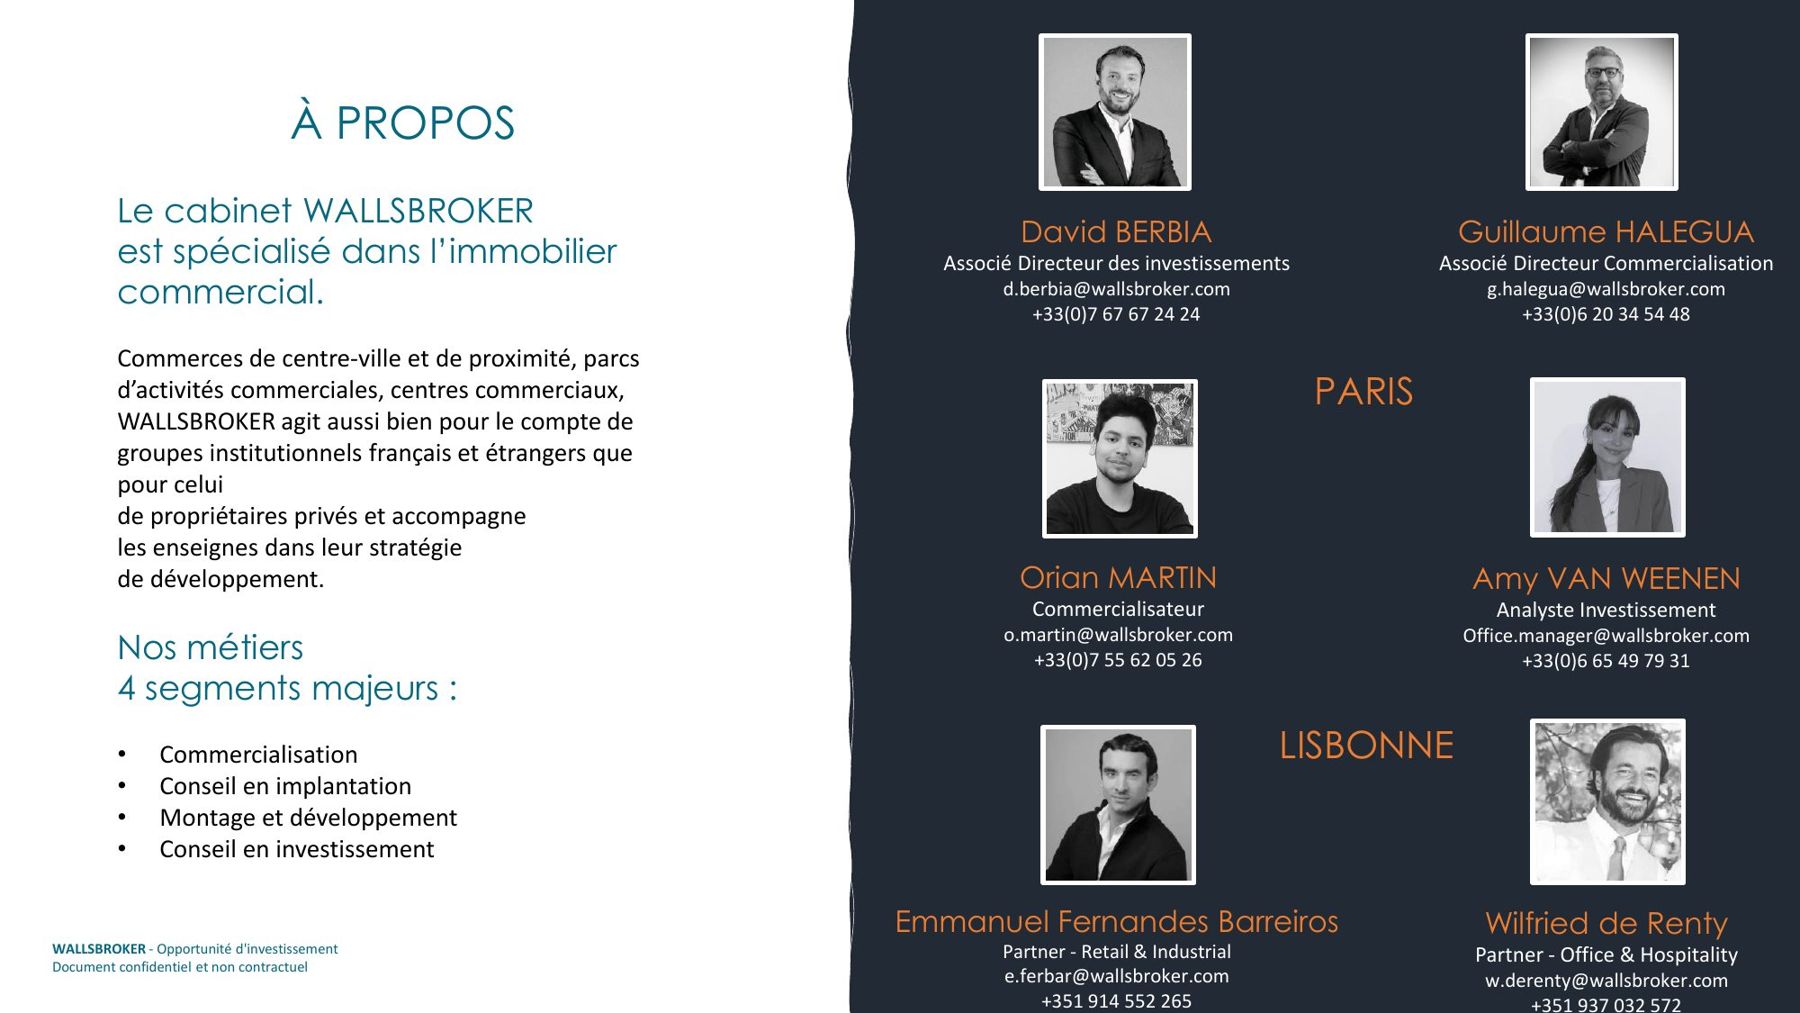 À PROPOS
Le cabinet WALLSBROKER
est spécialisé dans l’immobilier
commercial.
Commerces de centre-ville et de proximité, parcs
d’activités commerciales, centres commerciaux,
WALLSBROKER agit aussi bien pour le compte de
groupes institutionnels français et étrangers que
pour celui
de propriétaires privés et accompagne
les enseignes dans leur stratégie
de développement.
Nos métiers
4 segments majeurs :
• Commercialisation
• Conseil en implantation
• Montage et développement
• Conseil en investissement
WALLSBROKER - Opportunité d'investissement
Document confidentiel et non contractuel
David BERBIA
Associé Directeur des investissements
d.berbia@wallsbroker.com
+33(0)7 67 67 24 24
Guillaume HALEGUA
Associé Directeur Commercialisation
g.halegua@wallsbroker.com
+33(0)6 20 34 54 48
PARIS
Orian MARTIN
Commercialisateur
o.martin@wallsbroker.com
+33(0)7 55 62 05 26
Amy VAN WEENEN
Analyste Investissement
Office.manager@wallsbroker.com
+33(0)6 65 49 79 31
LISBONNE
Emmanuel Fernandes Barreiros
Partner - Retail & Industrial
e.ferbar@wallsbroker.com
+351 914 552 265
Wilfried de Renty
Partner - Office & Hospitality
w.derenty@wallsbroker.com
+351 937 032 572